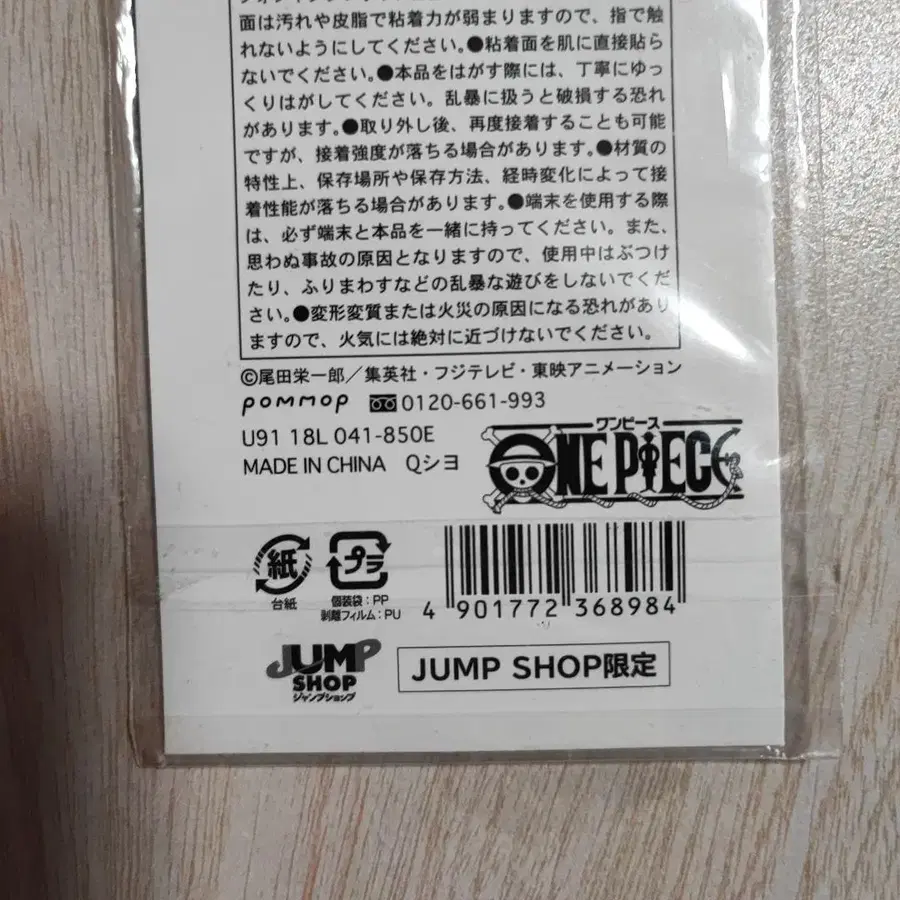 面は汚れや皮脂で粘着力が弱まりますので、指で触
れないようにしてください。●粘着面を肌に直接貼ら
ないでください。●本品をはがす際には、丁寧にゆっ
くりはがしてください。乱暴に扱うと破損する恐れ
があります。●取り外し後、再度接着することも可能
ですが、接着強度が落ちる場合があります。●材質の
特性上、保存場所や保存方法、経時変化によって接
着性能が落ちる場合があります。●端末を使用する際
は、必ず端末と本品を一緒に持ってください。また、
思わぬ事故の原因となりますので、使用中はぶつけ
たり、ふりまわすなどの乱暴な遊びをしないでくだ
さい。●変形変質または火災の原因になる恐れがあり
ますので、火気には絶対に近づけないでください。
©尾田栄一郎／集英社・フジテレビ・東映アニメーション
pommop 0120-661-993
U91 18L 041-850E
MADE IN CHINA Qシヨ
ワンピース
ONE PIECE
紙
台紙
プラ
個装袋：PP
剥離フィルム：PU
4 901772 368984
JUMP
SHOP
ジャンプショップ
JUMP SHOP限定